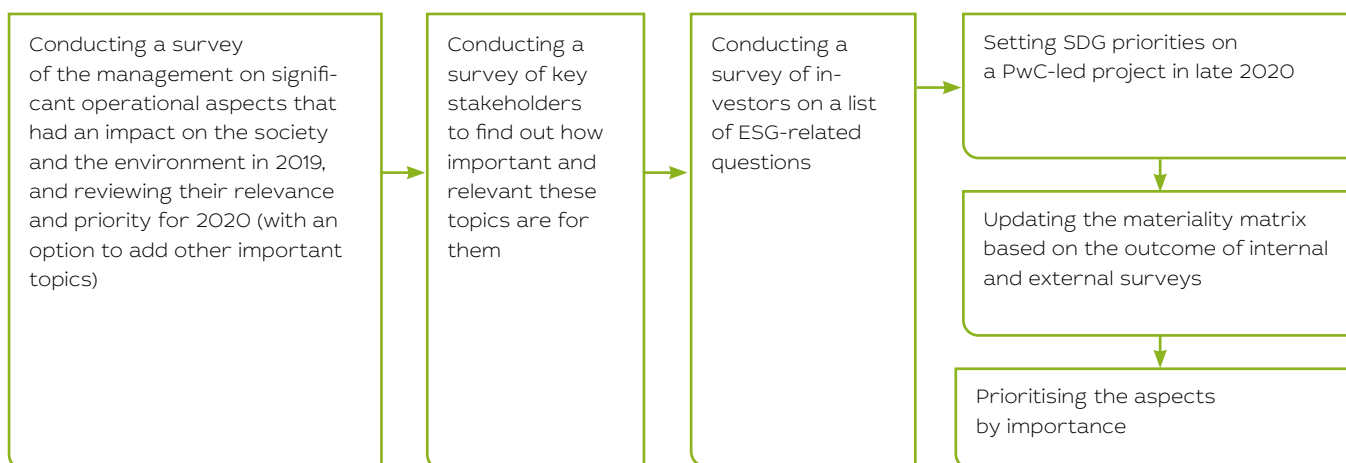 Conducting a survey
of the management on signifi-
cant operational aspects that
had an impact on the society
and the environment in 2019,
and reviewing their relevance
and priority for 2020 (with an
option to add other important
topics)
Conducting a
survey of key
stakeholders
to find out how
important and
relevant these
topics are for
them
Conducting a
survey of in-
vestors on a list
of ESG-related
questions
Setting SDG priorities on
a PwC-led project in late 2020
Updating the materiality matrix
based on the outcome of internal
and external surveys
Prioritising the aspects
by importance